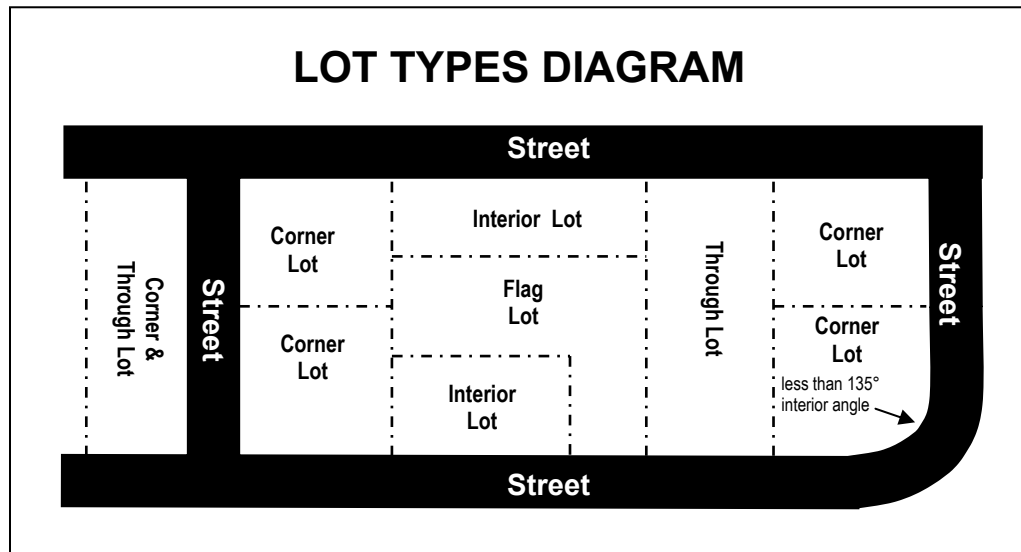 LOT TYPES DIAGRAM
Street
Corner &
Through Lot
Street
Corner
Lot
Corner
Lot
Interior Lot
Flag
Lot
Interior
Lot
Through Lot
Corner
Lot
Corner
Lot
less than 135°
interior angle
Street
Street